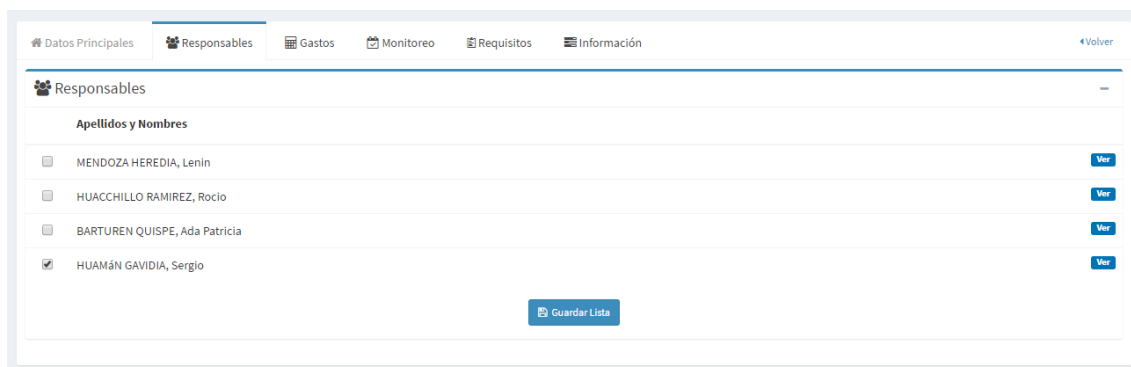 Datos Principales Responsables Gastos Monitoreo Requisitos Información Volver
Responsables
Apellidos y Nombres
MENDOZA HEREDIA, Lenin Ver
HUACCHILLO RAMIREZ, Rocio Ver
BARTUREN QUISPE, Ada Patricia Ver
HUAMáN GAVIDIA, Sergio Ver
Guardar Lista